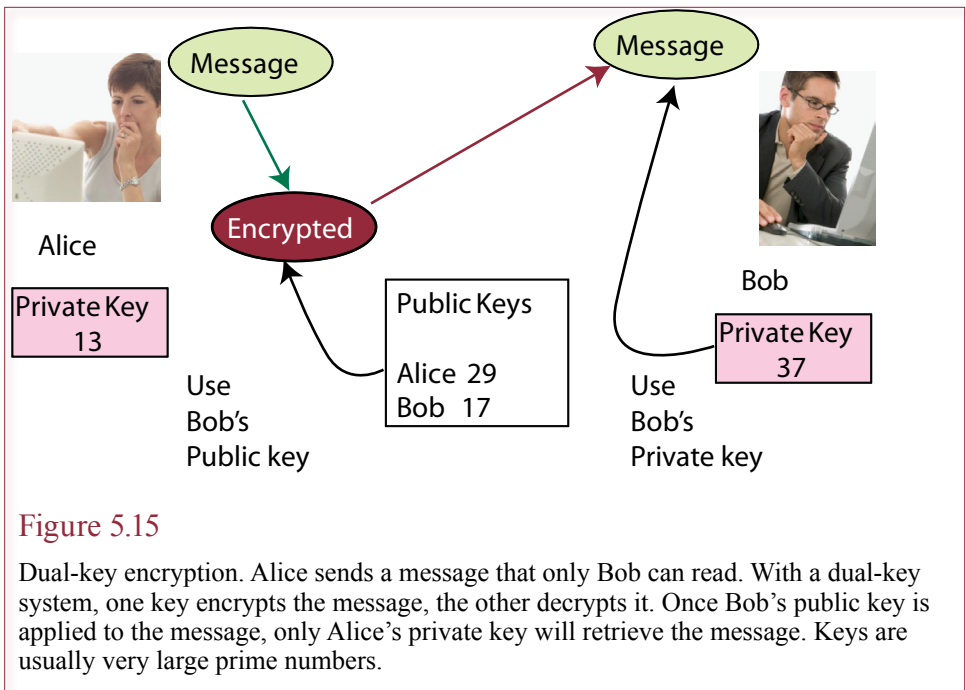 Message
Message
Encrypted
Alice
Private Key
13
Use
Bob's
Public key
Public Keys
Alice 29
Bob 17
Bob
Private Key
37
Use
Bob's
Private key
Figure 5.15
Dual-key encryption. Alice sends a message that only Bob can read. With a dual-key
system, one key encrypts the message, the other decrypts it. Once Bob’s public key is
applied to the message, only Alice’s private key will retrieve the message. Keys are
usually very large prime numbers.